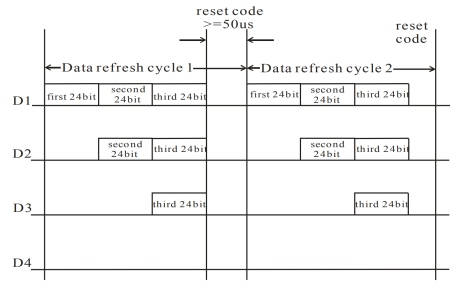 reset code
>=50us
reset
code
Data refresh cycle 1
Data refresh cycle 2
D1
first 24bit
second
24bit
third 24bit
first 24bit
second
24bit
third 24bit
D2
second
24bit
third 24bit
second
24bit
third 24bit
D3
third 24bit
third 24bit
D4